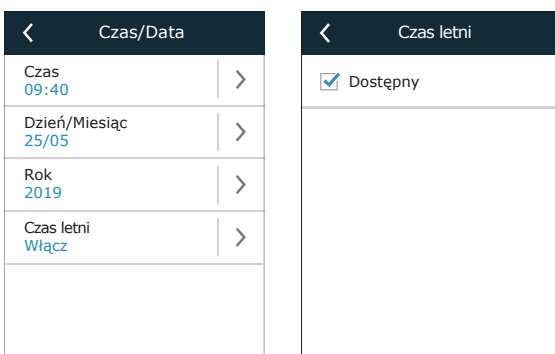 Czas/Data
Czas
09:40
Dzień/Miesiąc
25/05
Rok
2019
Czas letni
Włącz
Czas letni
Dostępny